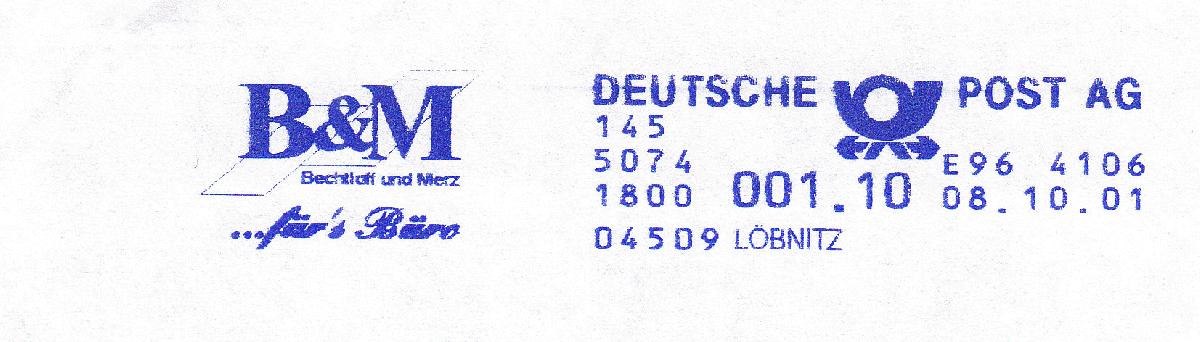 B&M
Bechtloff und Merz
...für's Büro
DEUTSCHE POST AG
145
5074 E96 4106
1800 001.10 08.10.01
04509 LÖBNITZ